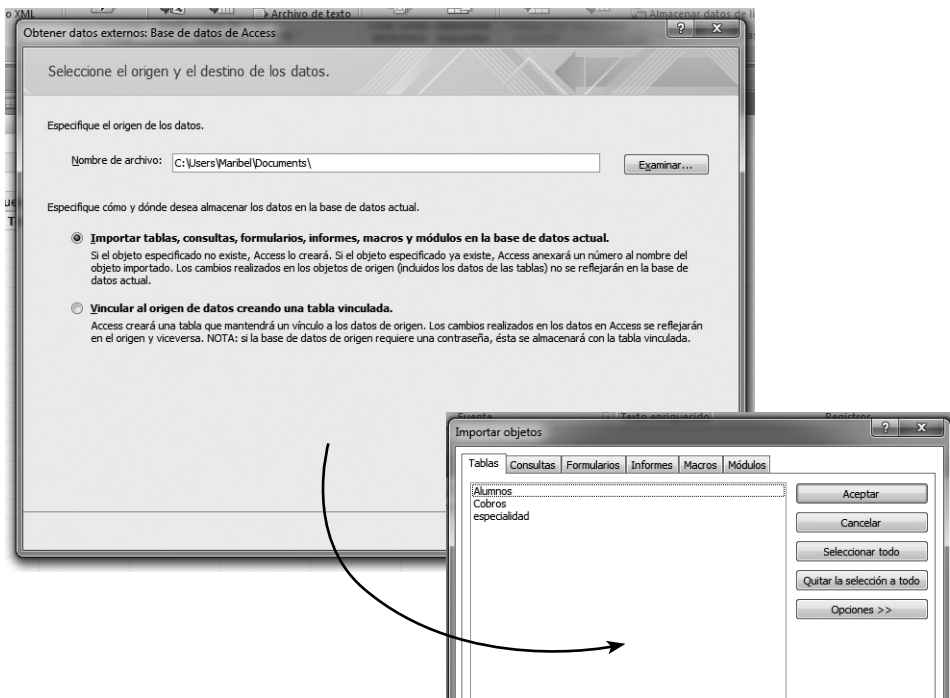 o XML
Archivo de texto
Almacenar datos de li
Obtener datos externos: Base de datos de Access
Seleccione el origen y el destino de los datos.
Especifique el origen de los datos.
Nombre de archivo:
C:\Users\Maribel\Documents\
Examinar...
Especifique cómo y dónde desea almacenar los datos en la base de datos actual.
Importar tablas, consultas, formularios, informes, macros y módulos en la base de datos actual.
Si el objeto especificado no existe, Access lo creará. Si el objeto especificado ya existe, Access anexará un número al nombre del
objeto importado. Los cambios realizados en los objetos de origen (incluidos los datos de las tablas) no se reflejarán en la base de
datos actual.
Vincular al origen de datos creando una tabla vinculada.
Access creará una tabla que mantendrá un vínculo a los datos de origen. Los cambios realizados en los datos en Access se reflejarán
en el origen y viceversa. NOTA: si la base de datos de origen requiere una contraseña, ésta se almacenará con la tabla vinculada.
Fuente
Texto enriquecido
Registros
Importar objetos
Tablas
Consultas
Formularios
Informes
Macros
Módulos
Alumnos
Cobros
especialidad
Aceptar
Cancelar
Seleccionar todo
Quitar la selección a todo
Opciones >>